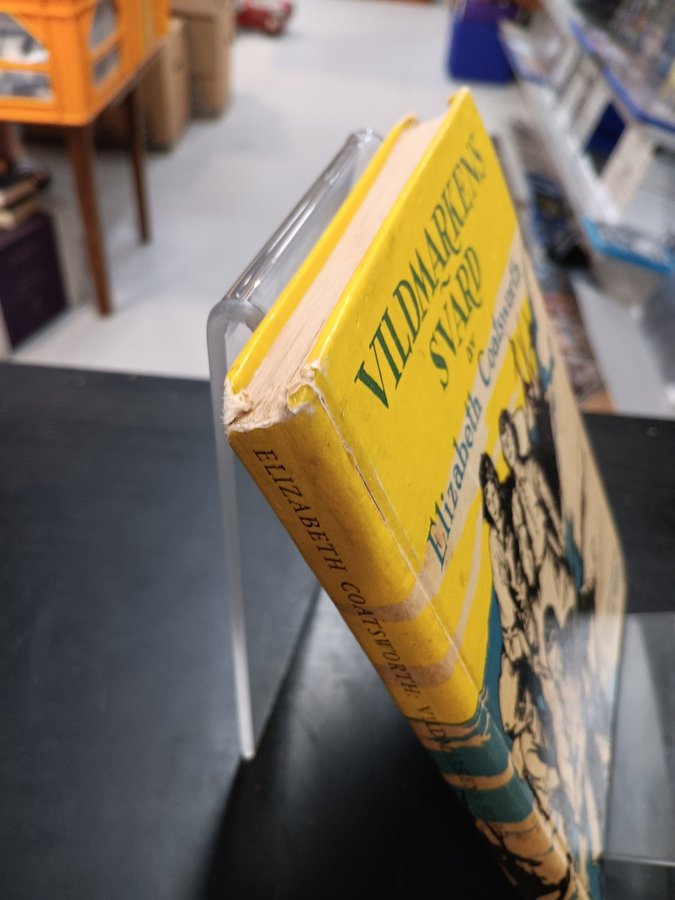 VILDMARKENS
SVÄRD
av
Elizabeth Coatsworth
ELIZABETH COATSWORTH: